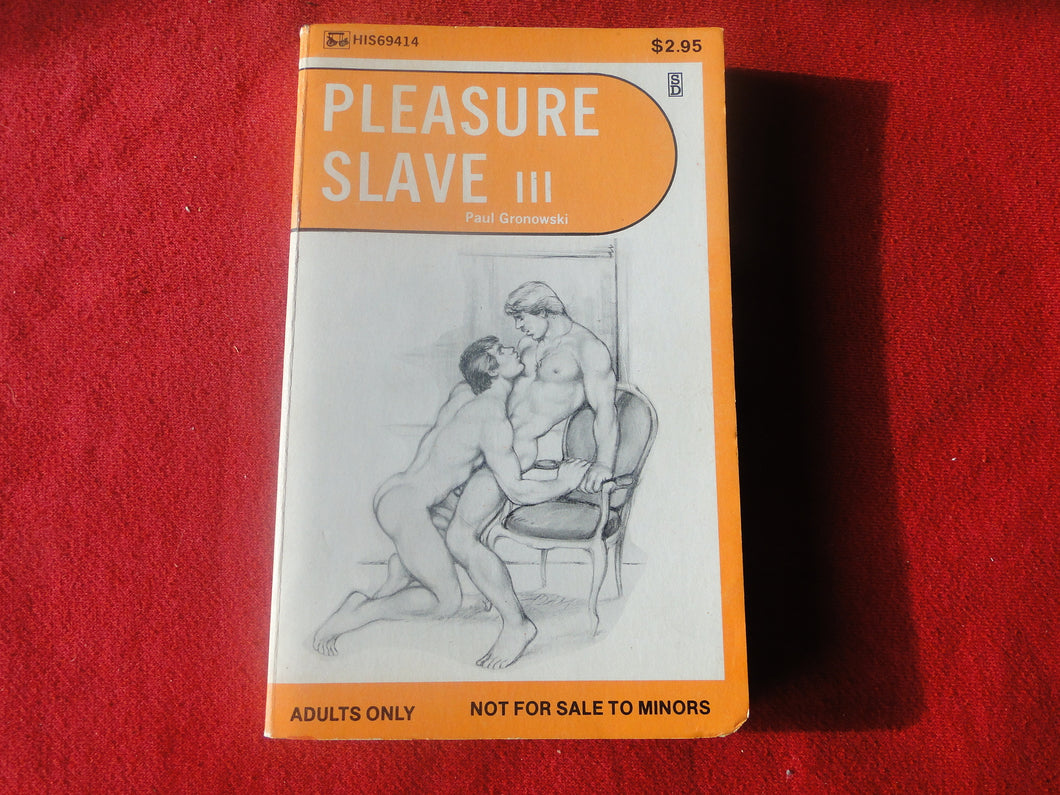 HIS69414
$2.95
SD
PLEASURE
SLAVE III
Paul Gronowski
ADULTS ONLY
NOT FOR SALE TO MINORS